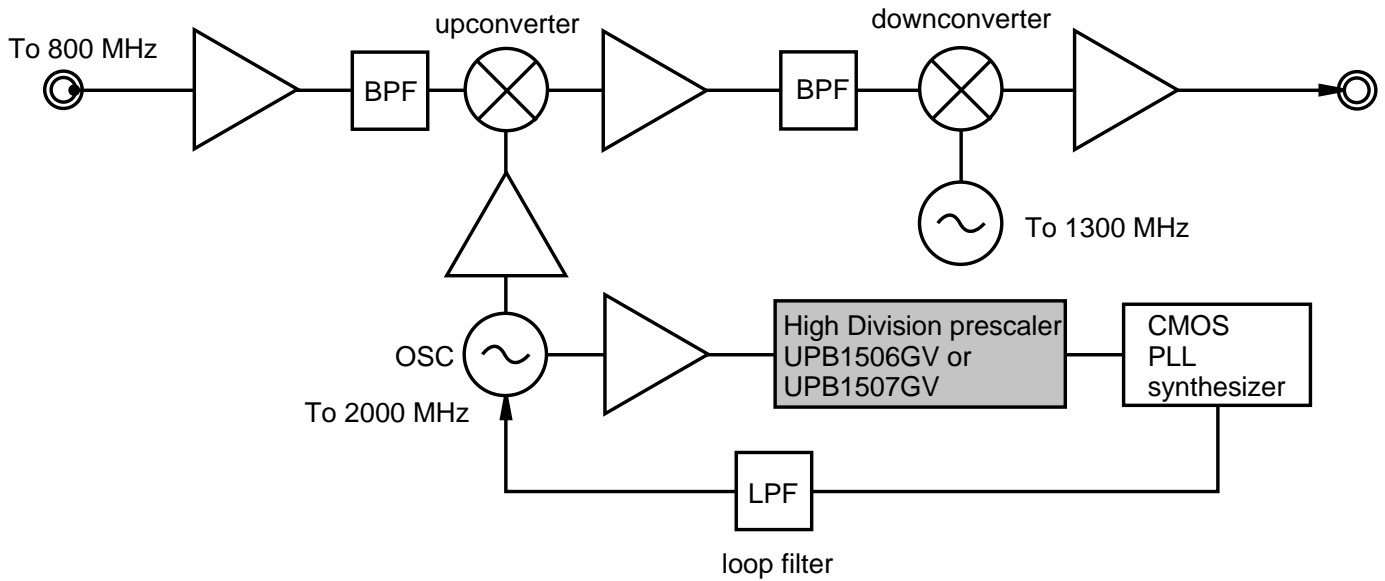 upconverter
downconverter
To 800 MHz
BPF
BPF
To 1300 MHz
OSC
To 2000 MHz
High Division prescaler
UPB1506GV or
UPB1507GV
CMOS
PLL
synthesizer
LPF
loop filter